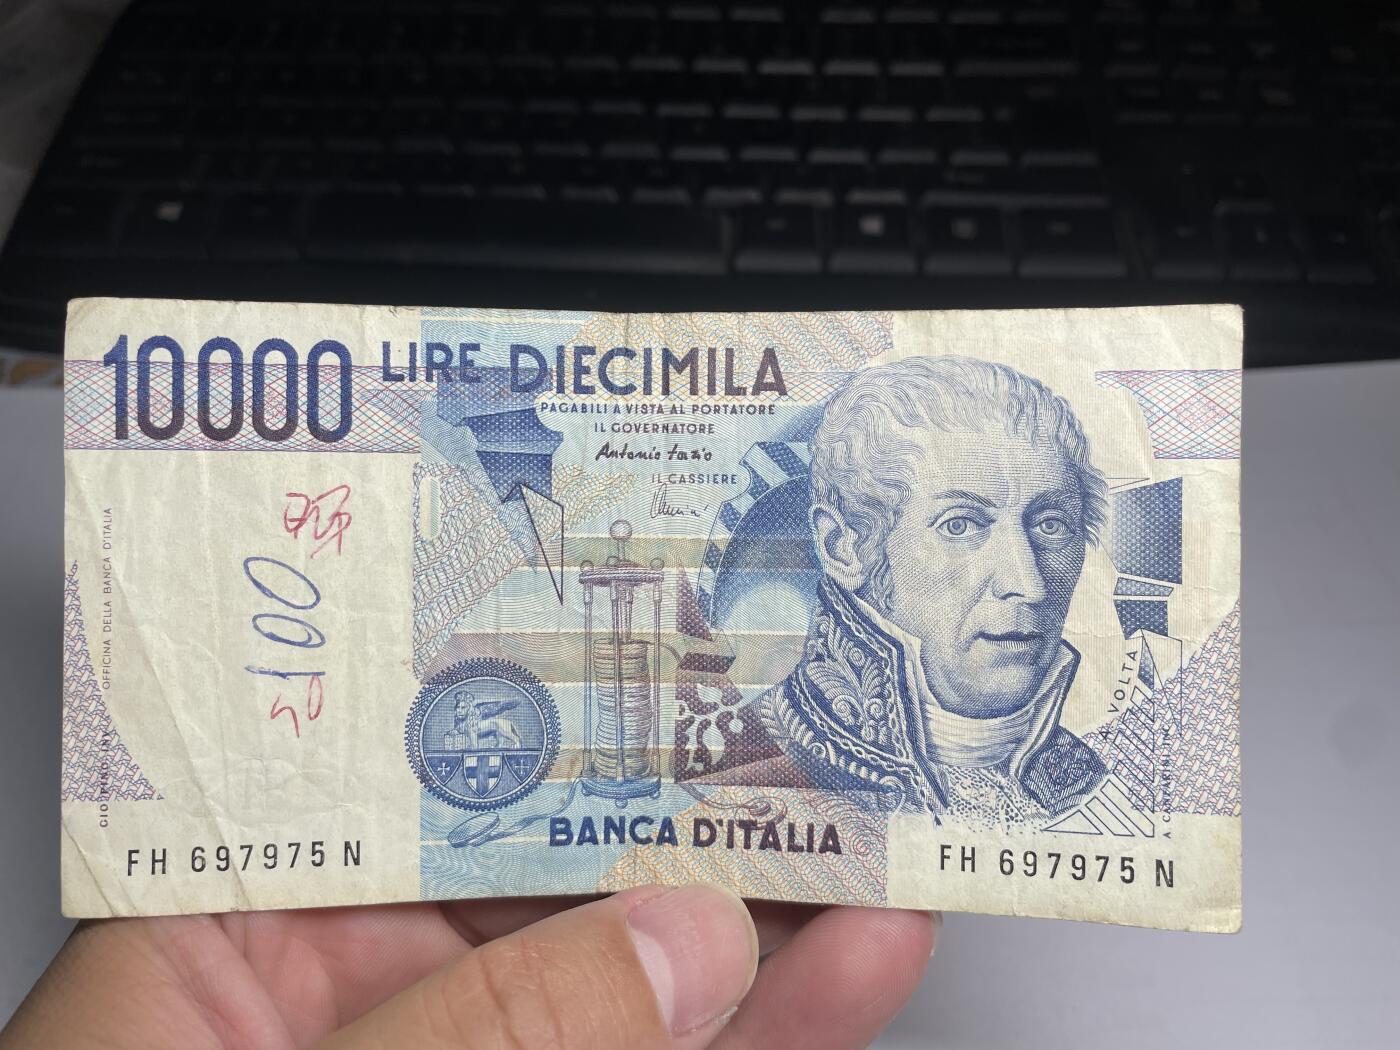 10000 LIRE DIECIMILA
PAGABILI A VISTA AL PORTATORE
IL GOVERNATORE
Antonio Fazio
IL CASSIERE
OFFICINA DELLA BANCA D'ITALIA
100
A VOLTA
BANCA D'ITALIA
FH 697975 N
FH 697975 N